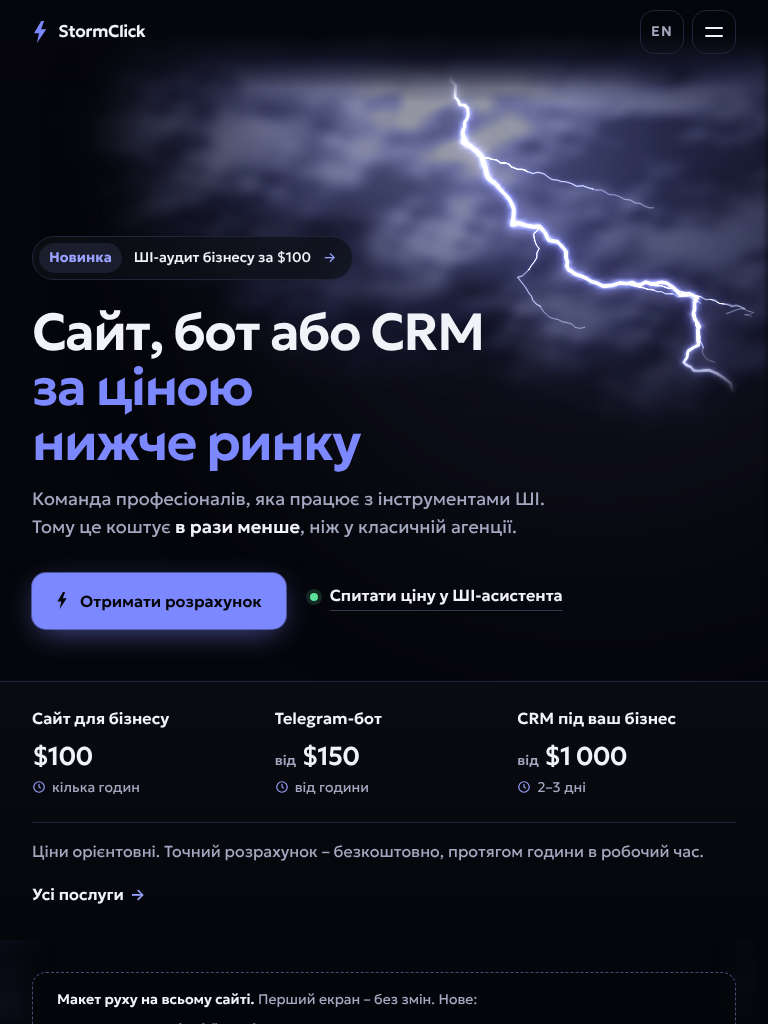 StormClick
EN
Новинка ШІ-аудит бізнесу за $100 →
Сайт, бот або CRM
за ціною
нижче ринку
Команда професіоналів, яка працює з інструментами ШІ.
Тому це коштує в рази менше, ніж у класичній агенції.
Отримати розрахунок
Спитати ціну у ШІ-асистента
Сайт для бізнесу
$100
кілька годин
Telegram-бот
від $150
від години
CRM під ваш бізнес
від $1 000
2–3 дні
Ціни орієнтовні. Точний розрахунок – безкоштовно, протягом години в робочий час.
Усі послуги →
Макет руху на всьому сайті. Перший екран – без змін. Нове: